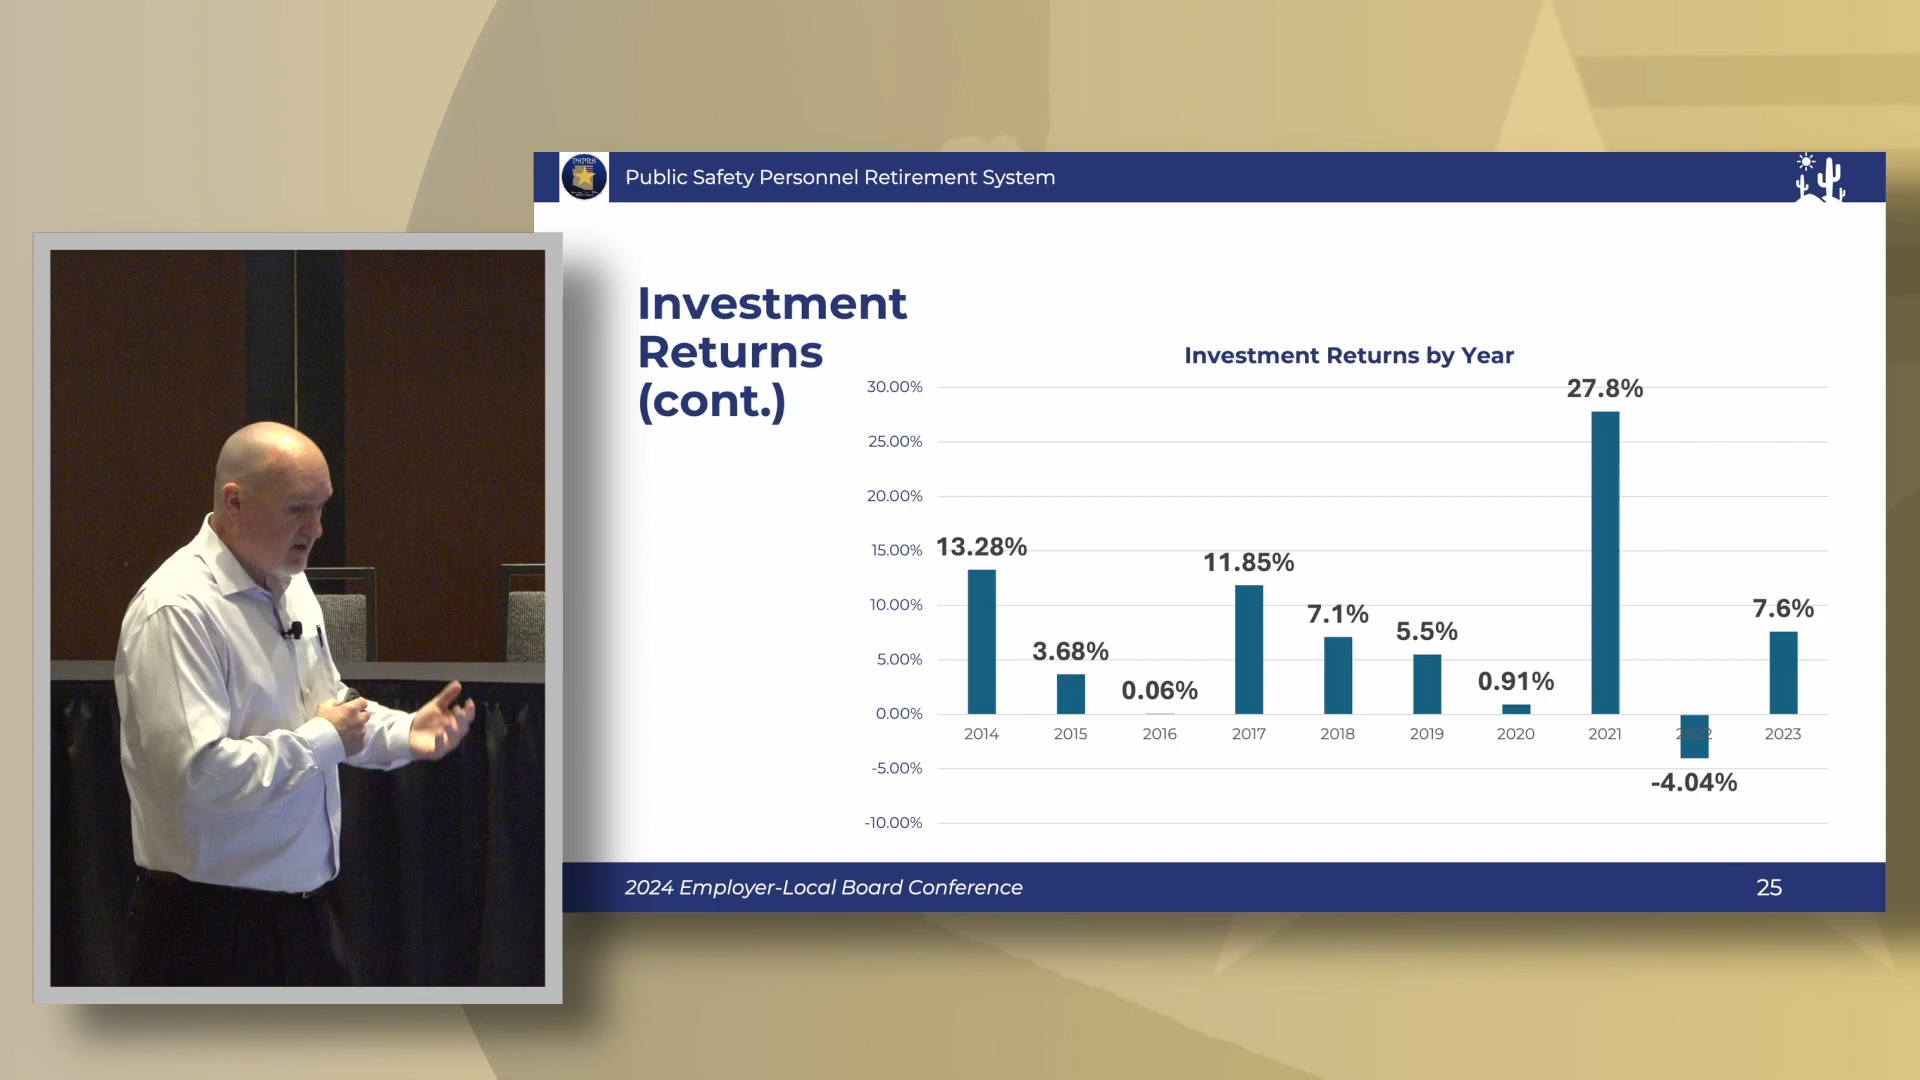 PSPRS
Public Safety Personnel Retirement System
Investment
Returns
(cont.)
Investment Returns by Year
30.00%
25.00%
20.00%
15.00%
10.00%
5.00%
0.00%
-5.00%
-10.00%
13.28%
3.68%
0.06%
11.85%
7.1%
5.5%
0.91%
27.8%
-4.04%
7.6%
2014 2015 2016 2017 2018 2019 2020 2021 2022 2023
2024 Employer-Local Board Conference
25